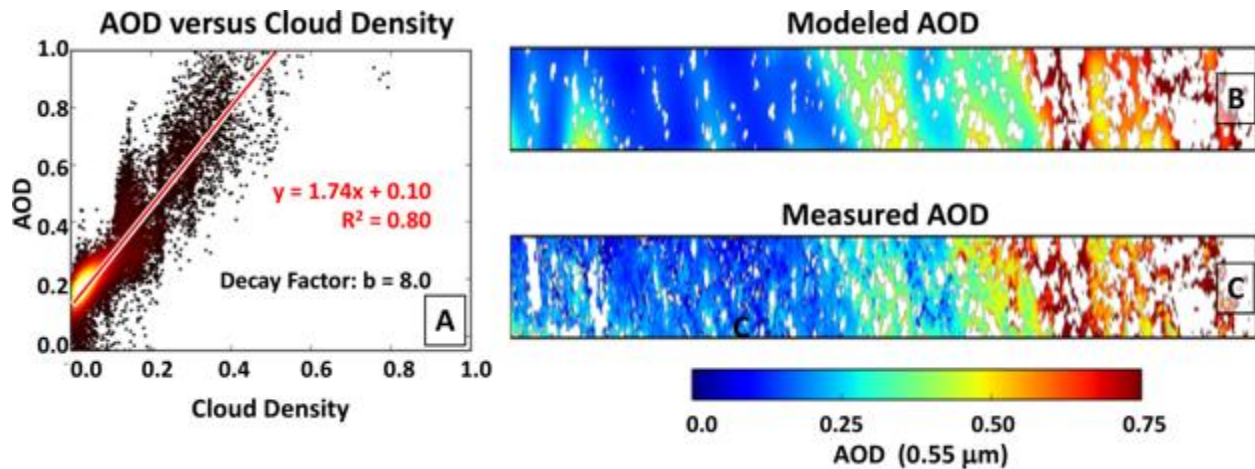 AOD versus Cloud Density
1.0
0.8
0.6
0.4
0.2
0.0
AOD
y = 1.74x + 0.10
R² = 0.80
Decay Factor: b = 8.0
A
0.0 0.2 0.4 0.6 0.8 1.0
Cloud Density
Modeled AOD
B
Measured AOD
C
C
0.0 0.25 0.50 0.75
AOD (0.55 μm)